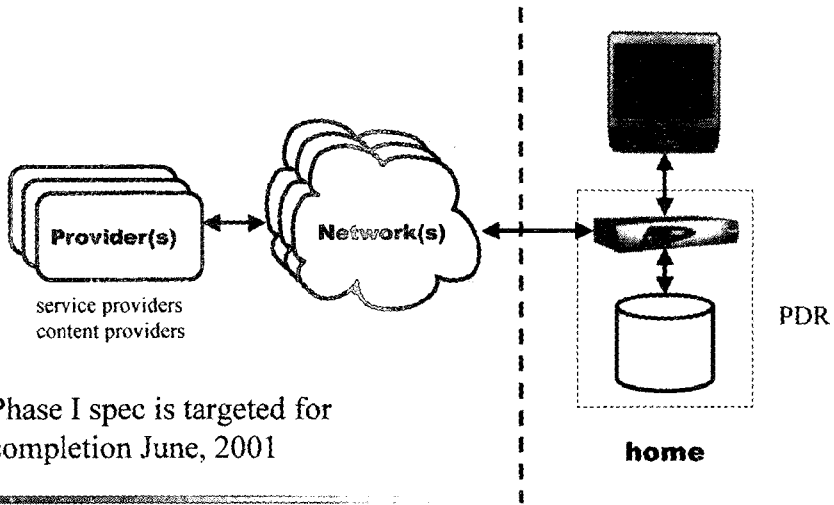 Provider(s)
Network(s)
service providers
content providers
PDR
Phase I spec is targeted for
completion June, 2001
home